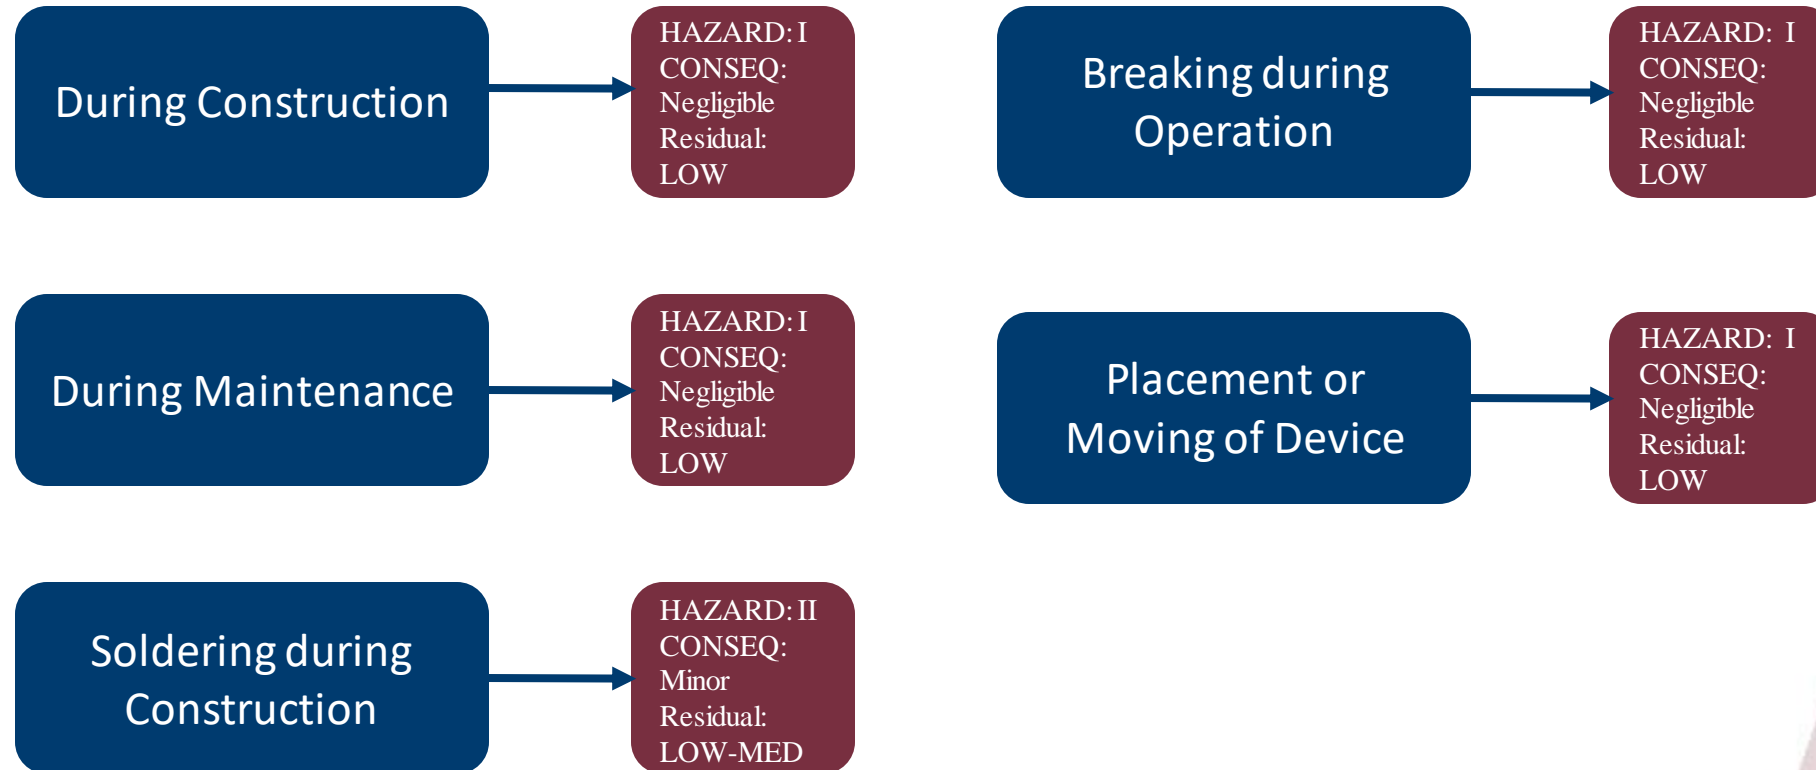 During Construction
HAZARD: I
CONSEQ:
Negligible
Residual:
LOW
Breaking during
Operation
HAZARD: I
CONSEQ:
Negligible
Residual:
LOW
During Maintenance
HAZARD: I
CONSEQ:
Negligible
Residual:
LOW
Placement or
Moving of Device
HAZARD: I
CONSEQ:
Negligible
Residual:
LOW
Soldering during
Construction
HAZARD: II
CONSEQ:
Minor
Residual:
LOW-MED